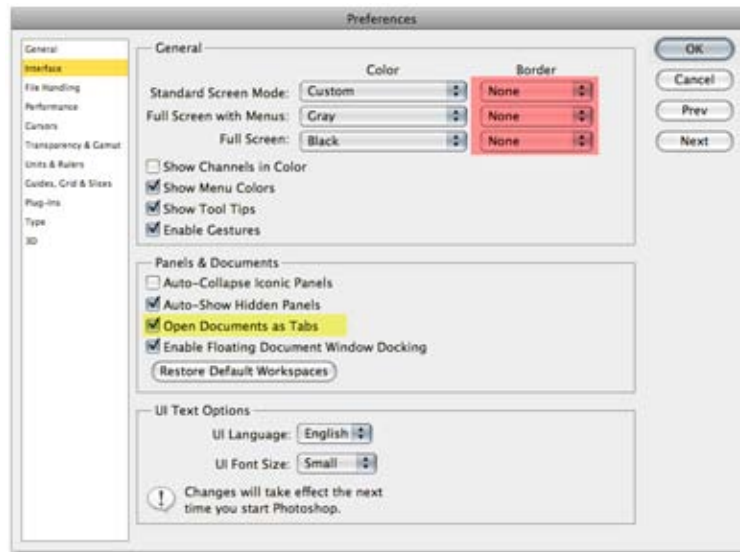 Preferences
General
Interface
File Handling
Performance
Cursors
Transparency & Gamut
Units & Rulers
Guides, Grid & Slices
Plug-Ins
Type
3D
General
Color Border
Standard Screen Mode: Custom None
Full Screen with Menus: Gray None
Full Screen: Black None
Show Channels in Color
Show Menu Colors
Show Tool Tips
Enable Gestures
Panels & Documents
Auto-Collapse Iconic Panels
Auto-Show Hidden Panels
Open Documents as Tabs
Enable Floating Document Window Docking
Restore Default Workspaces
UI Text Options
UI Language: English
UI Font Size: Small
Changes will take effect the next
time you start Photoshop.
OK
Cancel
Prev
Next